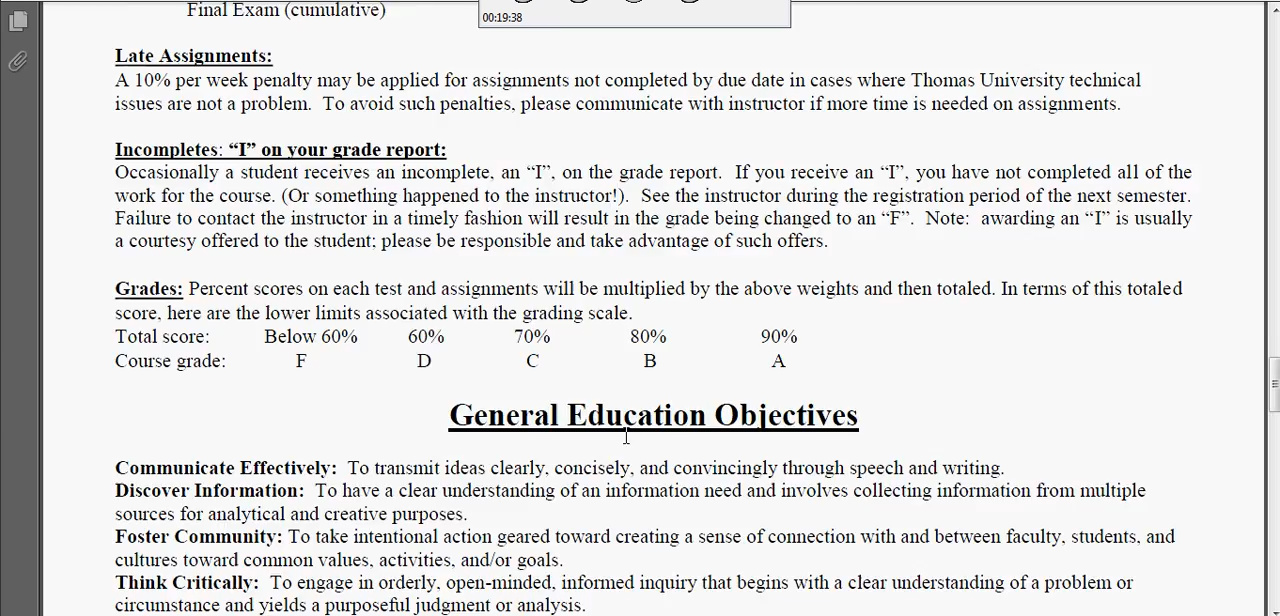 Final Exam (cumulative)
00:19:38
Late Assignments:
A 10% per week penalty may be applied for assignments not completed by due date in cases where Thomas University technical
issues are not a problem.  To avoid such penalties, please communicate with instructor if more time is needed on assignments.
Incompletes: “I” on your grade report:
Occasionally a student receives an incomplete, an “I”, on the grade report.  If you receive an “I”, you have not completed all of the
work for the course. (Or something happened to the instructor!).  See the instructor during the registration period of the next semester.
Failure to contact the instructor in a timely fashion will result in the grade being changed to an “F”.  Note:  awarding an “I” is usually
a courtesy offered to the student; please be responsible and take advantage of such offers.
Grades: Percent scores on each test and assignments will be multiplied by the above weights and then totaled. In terms of this totaled
score, here are the lower limits associated with the grading scale.
Total score: Below 60% 60% 70% 80% 90%
Course grade: F D C B A
General Education Objectives
Communicate Effectively:  To transmit ideas clearly, concisely, and convincingly through speech and writing.
Discover Information:  To have a clear understanding of an information need and involves collecting information from multiple
sources for analytical and creative purposes.
Foster Community: To take intentional action geared toward creating a sense of connection with and between faculty, students, and
cultures toward common values, activities, and/or goals.
Think Critically:  To engage in orderly, open-minded, informed inquiry that begins with a clear understanding of a problem or
circumstance and yields a purposeful judgment or analysis.